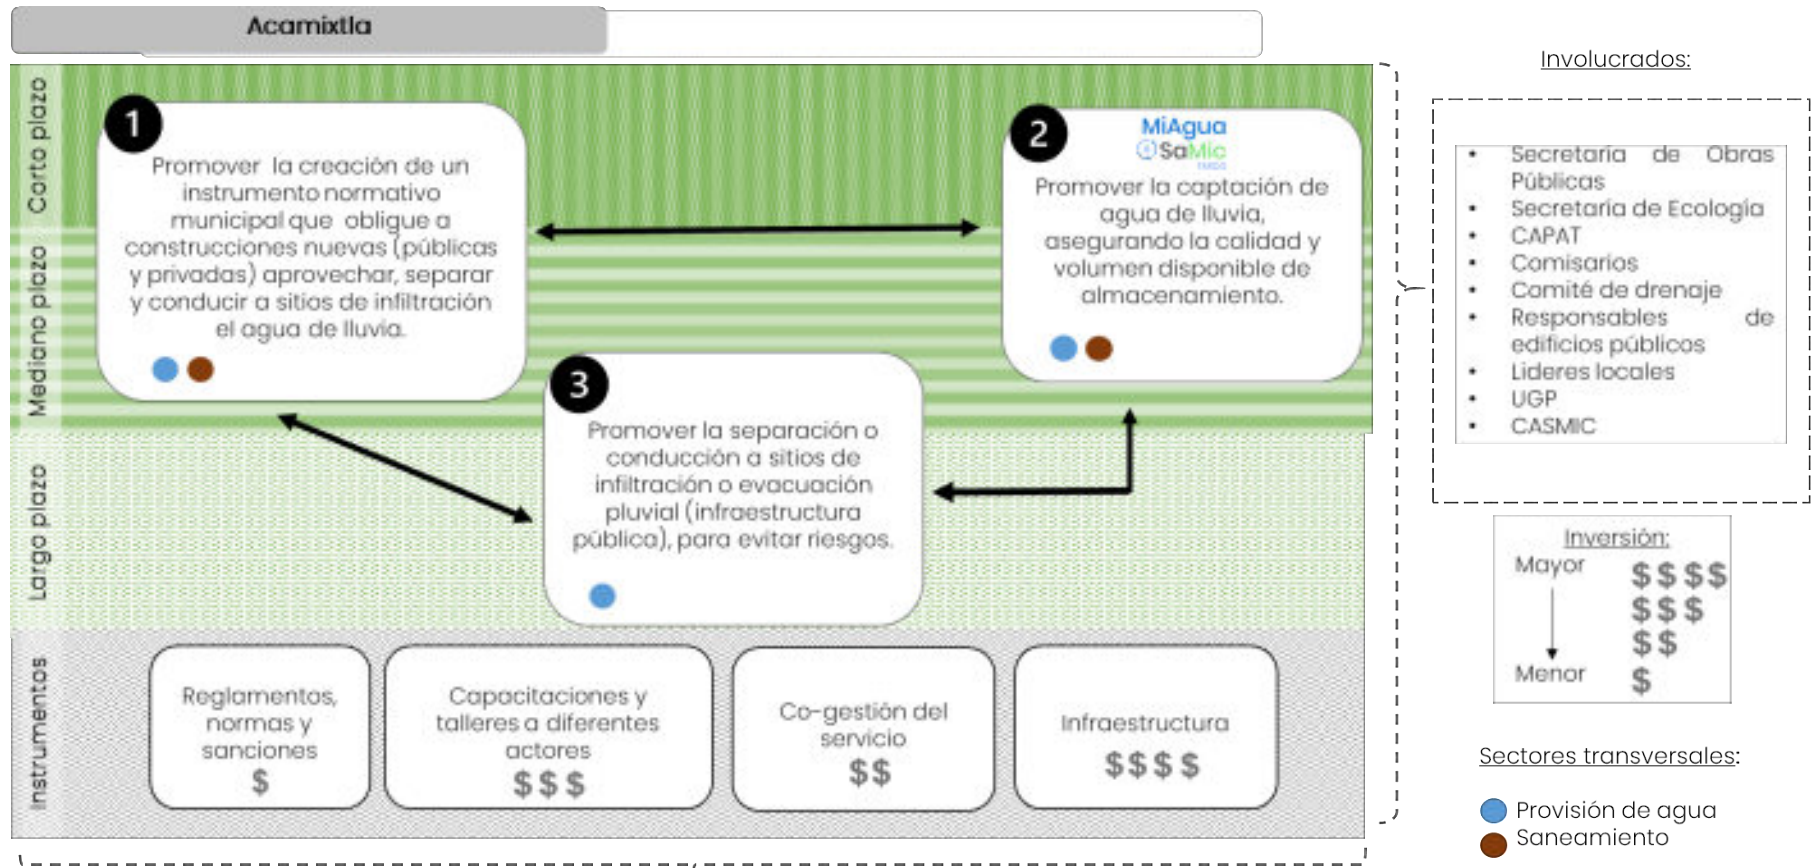 Acamixtla
Corto plazo
Mediano plazo
Largo plazo
Instrumentos
1
Promover la creación de un
instrumento normativo
municipal que obligue a
construcciones nuevas (públicas
y privadas) aprovechar, separar
y conducir a sitios de infiltración
el agua de lluvia.
2
MiAgua
SaMic
Promover la captación de
agua de lluvia,
asegurando la calidad y
volumen disponible de
almacenamiento.
3
Promover la separación o
conducción a sitios de
infiltración o evacuación
pluvial (infraestructura
pública), para evitar riesgos.
Reglamentos,
normas y
sanciones
$
Capacitaciones y
talleres a diferentes
actores
$ $ $
Co-gestión del
servicio
$$
Infraestructura
$$$$
Involucrados:
• Secretaría de Obras
Públicas
• Secretaría de Ecología
• CAPAT
• Comisarios
• Comité de drenaje
• Responsables de
edificios públicos
• Lideres locales
• UGP
• CASMIC
Inversión:
Mayor $$$$
$$$
$$
Menor $
Sectores transversales:
Provisión de agua
Saneamiento